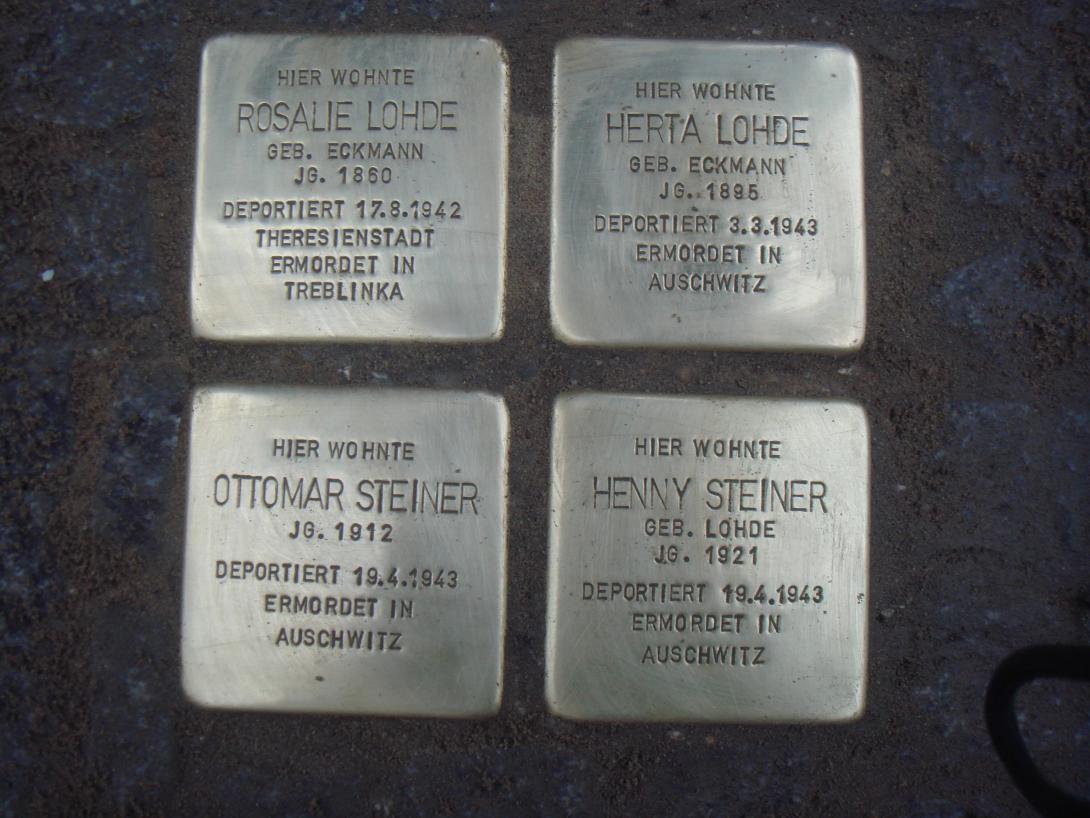 HIER WOHNTE
ROSALIE LOHDE
GEB. ECKMANN
JG. 1860
DEPORTIERT 17.8.1942
THERESIENSTADT
ERMORDET IN
TREBLINKA
HIER WOHNTE
HERTA LOHDE
GEB. ECKMANN
JG. 1895
DEPORTIERT 3.3.1943
ERMORDET IN
AUSCHWITZ
HIER WOHNTE
OTTOMAR STEINER
JG. 1912
DEPORTIERT 19.4.1943
ERMORDET IN
AUSCHWITZ
HIER WOHNTE
HENNY STEINER
GEB. LOHDE
JG. 1921
DEPORTIERT 19.4.1943
ERMORDET IN
AUSCHWITZ